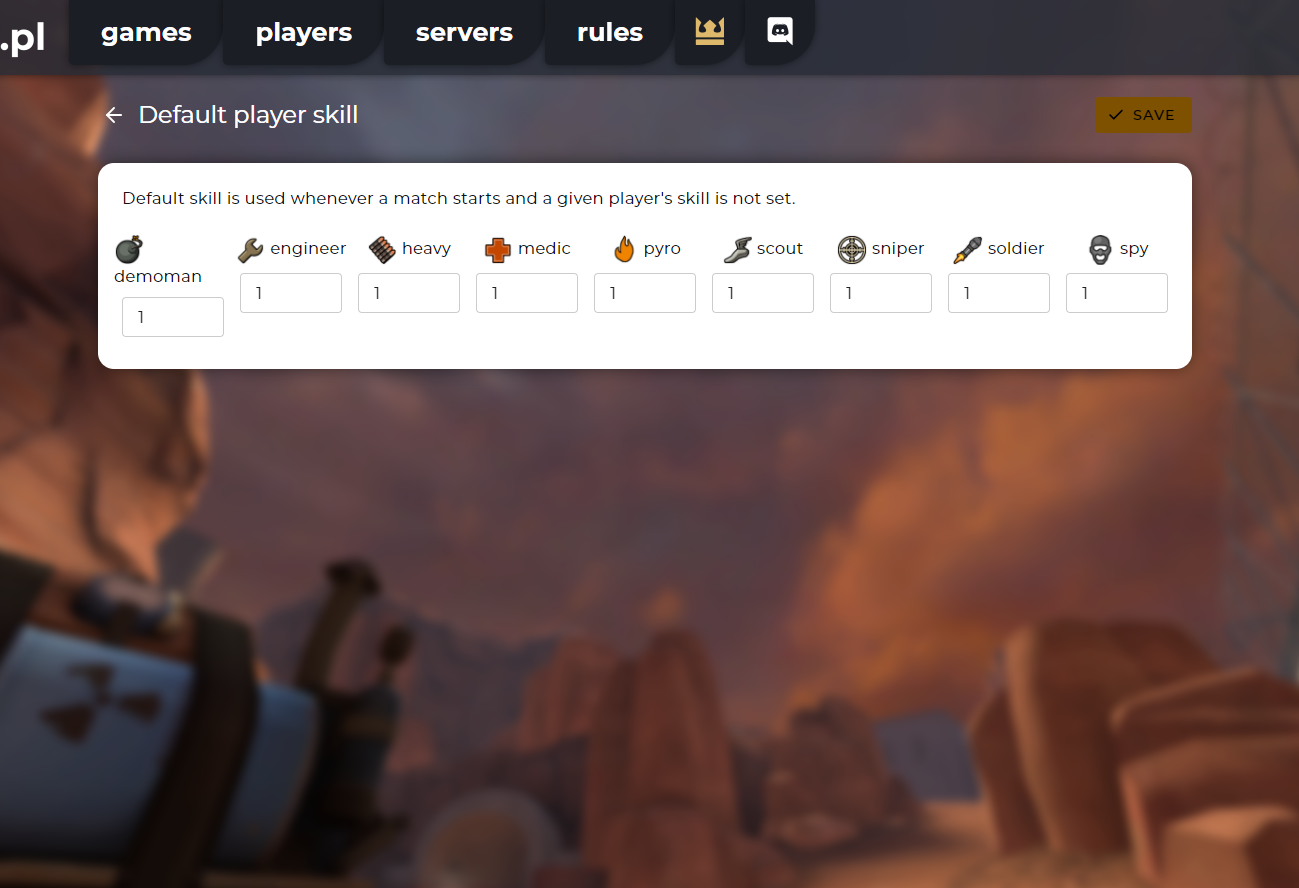 .pl games players servers rules
Default player skill SAVE
Default skill is used whenever a match starts and a given player's skill is not set.
demoman engineer heavy medic pyro scout sniper soldier spy
1 1 1 1 1 1 1 1 1